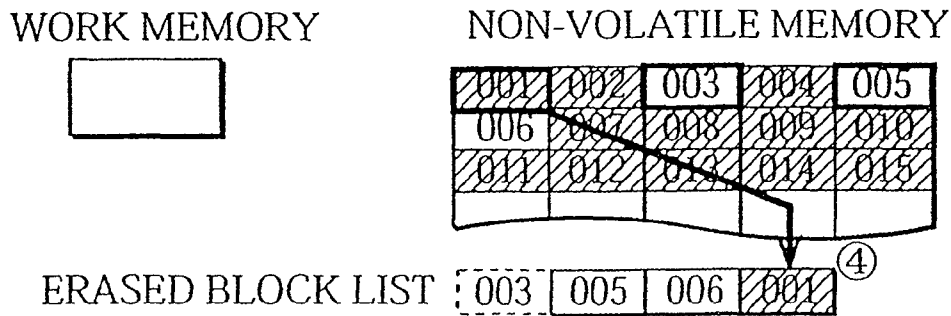 WORK MEMORY NON-VOLATILE MEMORY
001 002 003 004 005
006 007 008 009 010
011 012 013 014 015
④
ERASED BLOCK LIST 003 005 006 001